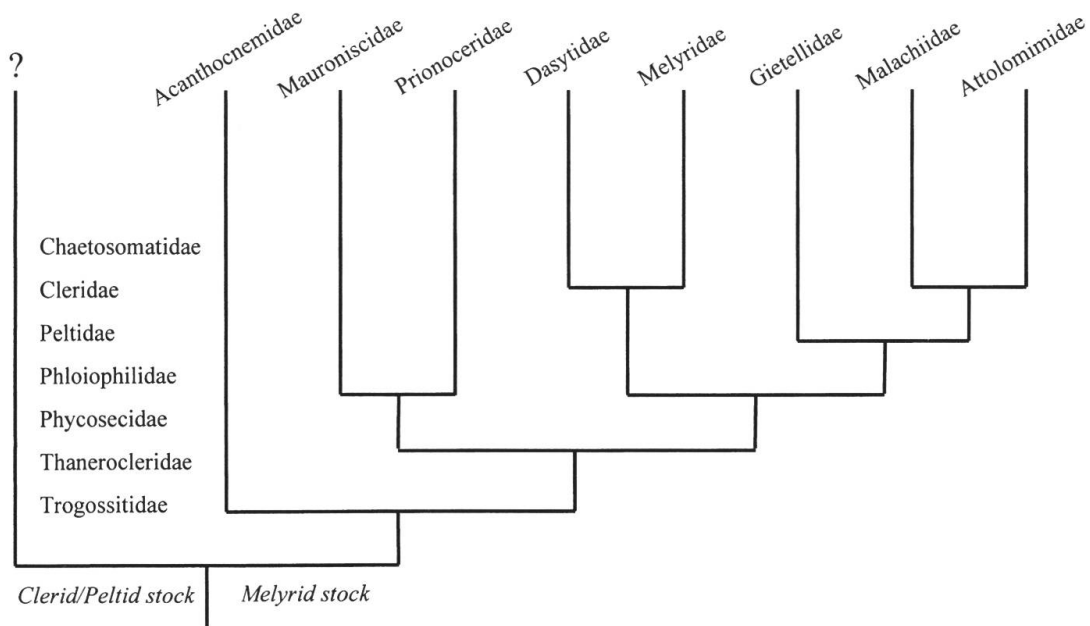 ?
Acanthocnemidae
Mauroniscidae
Prionoceridae
Dasytidae
Melyridae
Gietellidae
Malachiidae
Attolomimidae
Chaetosomatidae
Cleridae
Peltidae
Phloiophilidae
Phycosecidae
Thanerocleridae
Trogossitidae
Clerid/Peltid stock
Melyrid stock